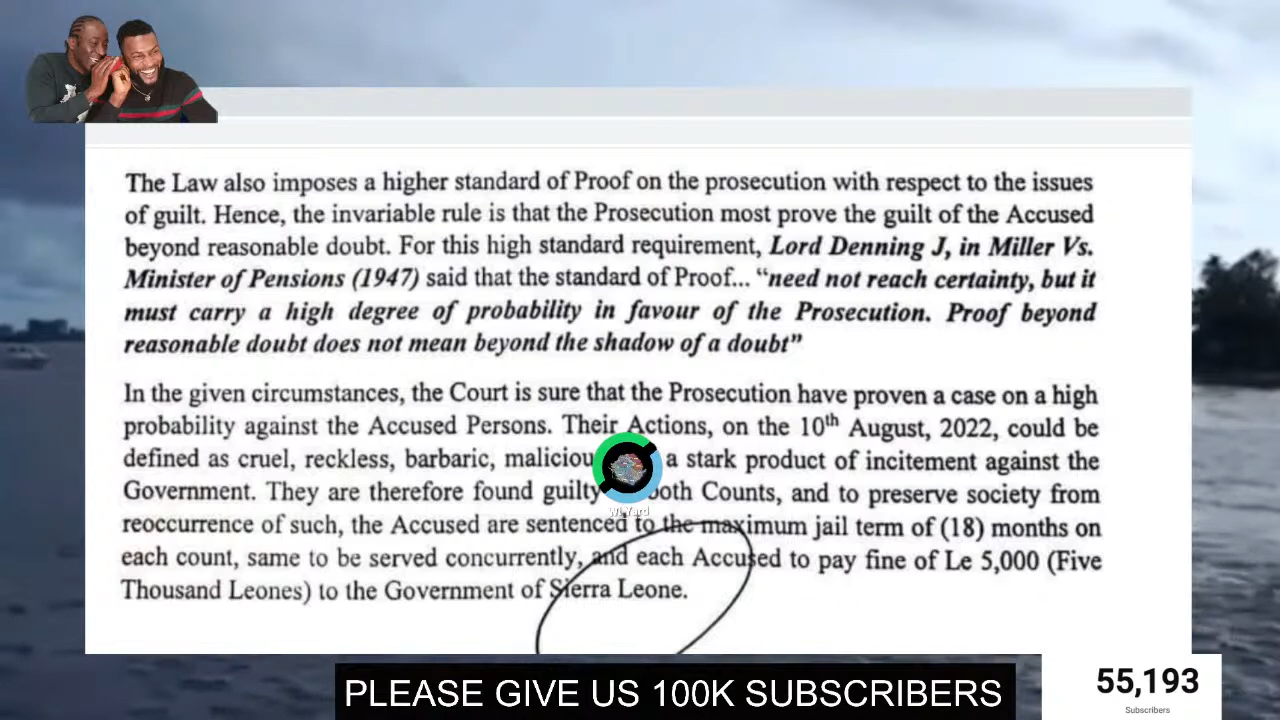 The Law also imposes a higher standard of Proof on the prosecution with respect to the issues
of guilt. Hence, the invariable rule is that the Prosecution most prove the guilt of the Accused
beyond reasonable doubt. For this high standard requirement, Lord Denning J, in Miller Vs.
Minister of Pensions (1947) said that the standard of Proof... “need not reach certainty, but it
must carry a high degree of probability in favour of the Prosecution. Proof beyond
reasonable doubt does not mean beyond the shadow of a doubt”
In the given circumstances, the Court is sure that the Prosecution have proven a case on a high
probability against the Accused Persons. Their Actions, on the 10th August, 2022, could be
defined as cruel, reckless, barbaric, maliciou a stark product of incitement against the
Government. They are therefore found guilty both Counts, and to preserve society from
reoccurrence of such, the Accused are sentenced to the maximum jail term of (18) months on
each count, same to be served concurrently, and each Accused to pay fine of Le 5,000 (Five
Thousand Leones) to the Government of Sierra Leone.
Wi Yard
PLEASE GIVE US 100K SUBSCRIBERS
55,193
Subscribers